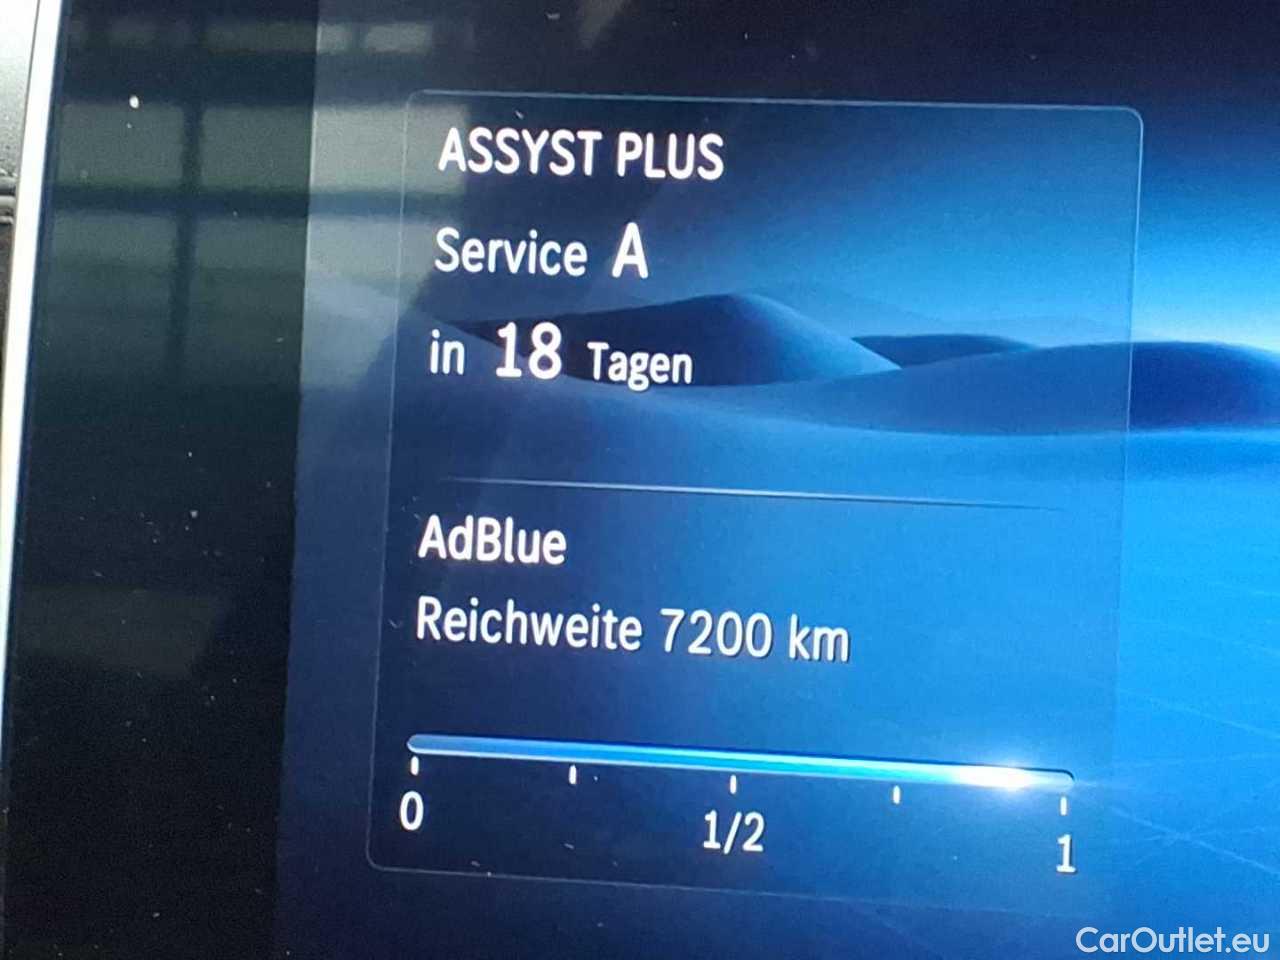 ASSYST PLUS
Service A
in 18 Tagen
AdBlue
Reichweite 7200 km
0 1/2 1
CarOutlet.eu